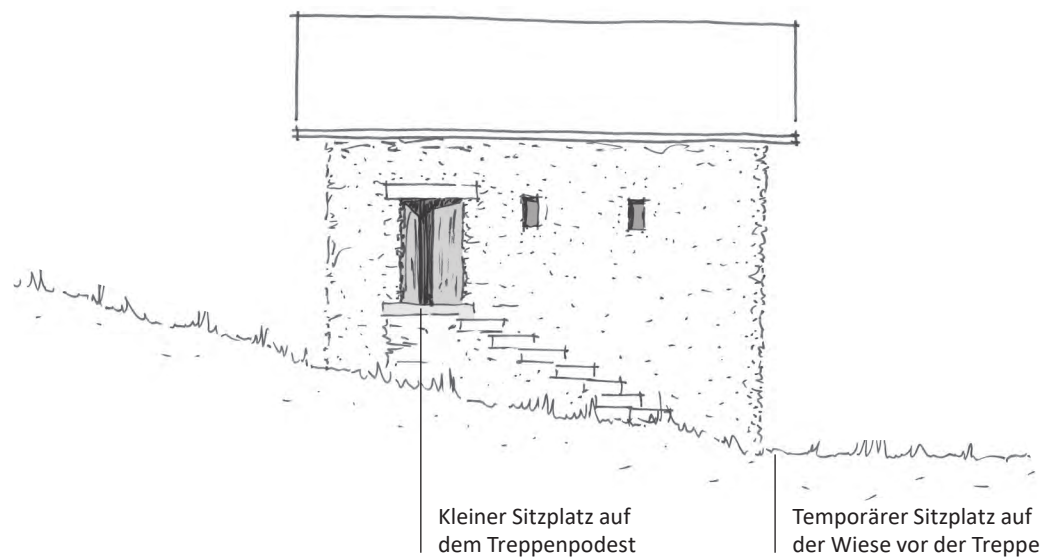 Kleiner Sitzplatz auf
dem Treppenpodest
Temporärer Sitzplatz auf
der Wiese vor der Treppe